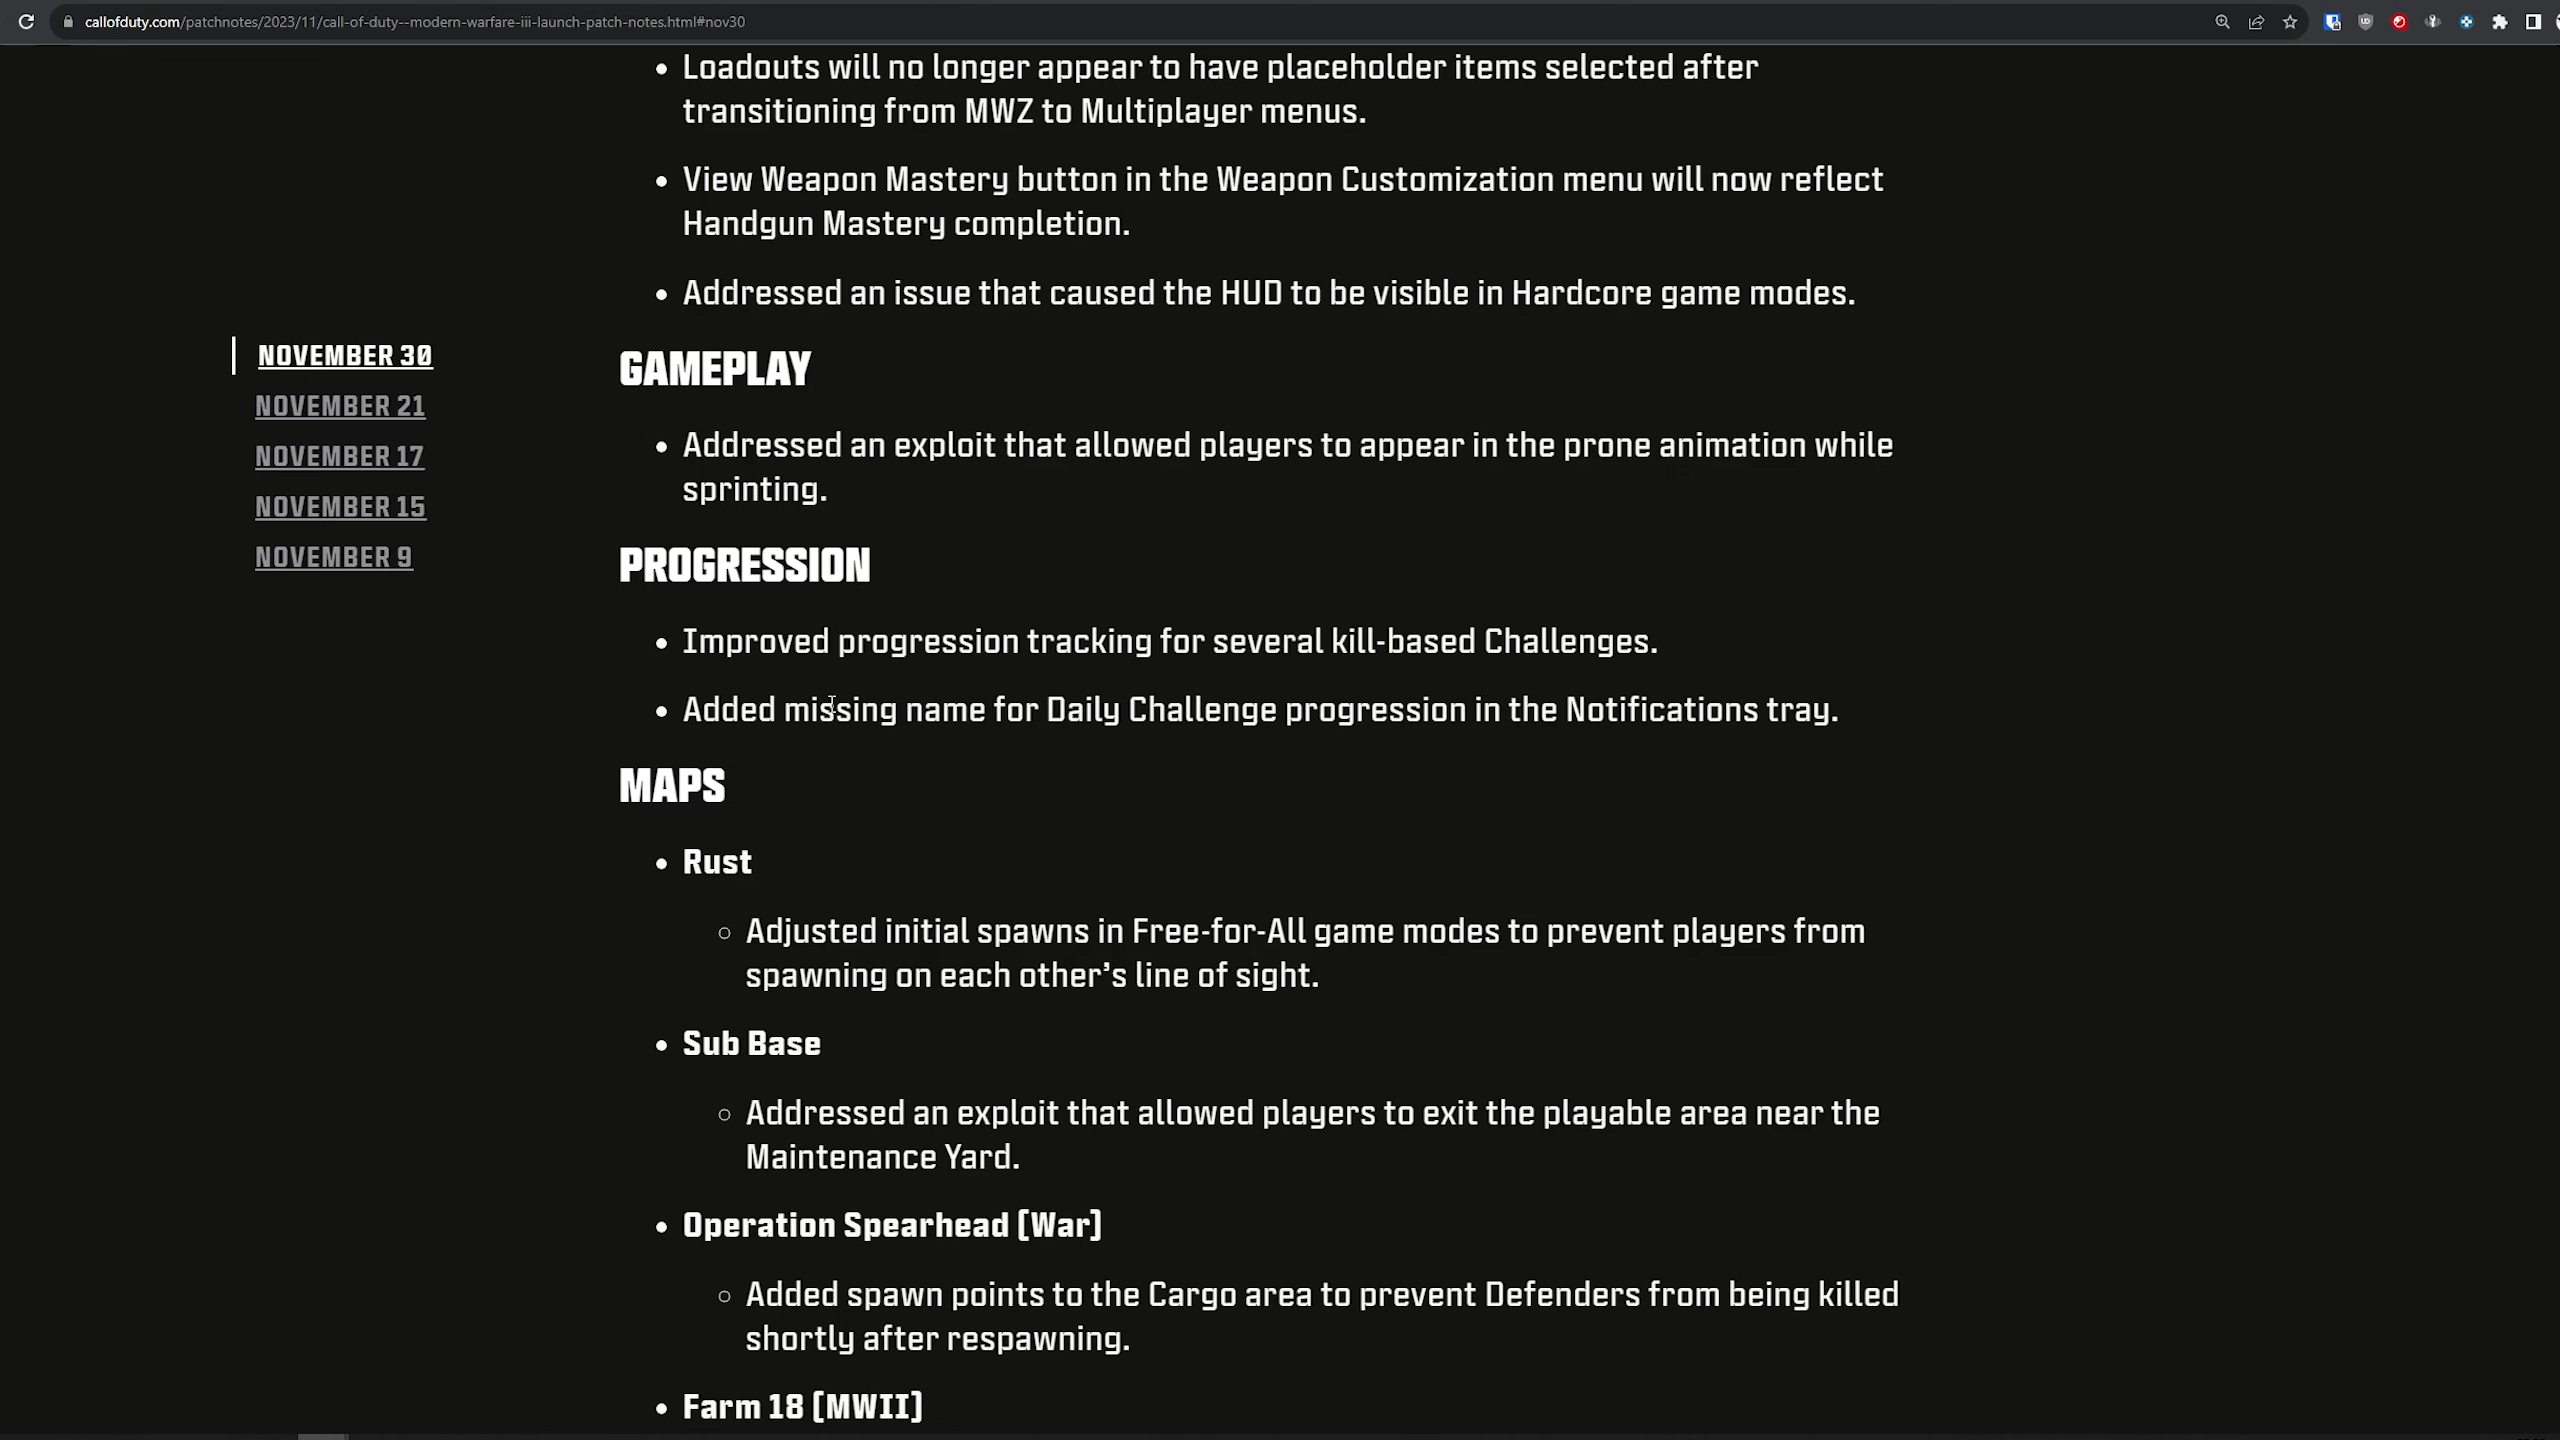 callofduty.com/patchnotes/2023/11/call-of-duty--modern-warfare-iii-launch-patch-notes.html#nov30
Loadouts will no longer appear to have placeholder items selected after
transitioning from MWZ to Multiplayer menus.
View Weapon Mastery button in the Weapon Customization menu will now reflect
Handgun Mastery completion.
Addressed an issue that caused the HUD to be visible in Hardcore game modes.
NOVEMBER 30
NOVEMBER 21
NOVEMBER 17
NOVEMBER 15
NOVEMBER 9
GAMEPLAY
Addressed an exploit that allowed players to appear in the prone animation while
sprinting.
PROGRESSION
Improved progression tracking for several kill-based Challenges.
Added missing name for Daily Challenge progression in the Notifications tray.
MAPS
Rust
Adjusted initial spawns in Free-for-All game modes to prevent players from
spawning on each other’s line of sight.
Sub Base
Addressed an exploit that allowed players to exit the playable area near the
Maintenance Yard.
Operation Spearhead [War]
Added spawn points to the Cargo area to prevent Defenders from being killed
shortly after respawning.
Farm 18 [MWII]